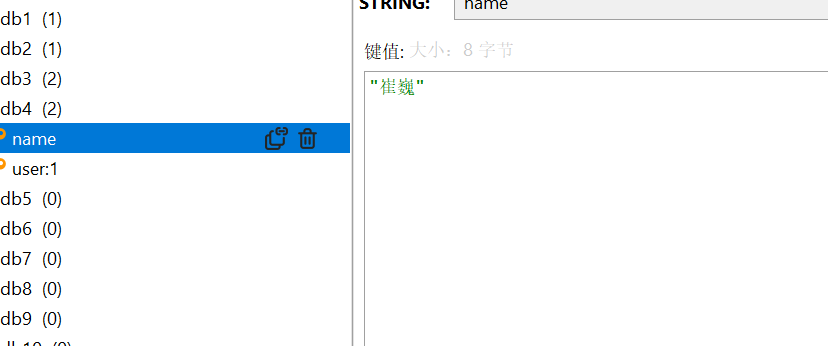 db1 (1)
db2 (1)
db3 (2)
db4 (2)
name
user:1
db5 (0)
db6 (0)
db7 (0)
db8 (0)
db9 (0)
STRING: name
键值: 大小：8 字节
"崔巍"